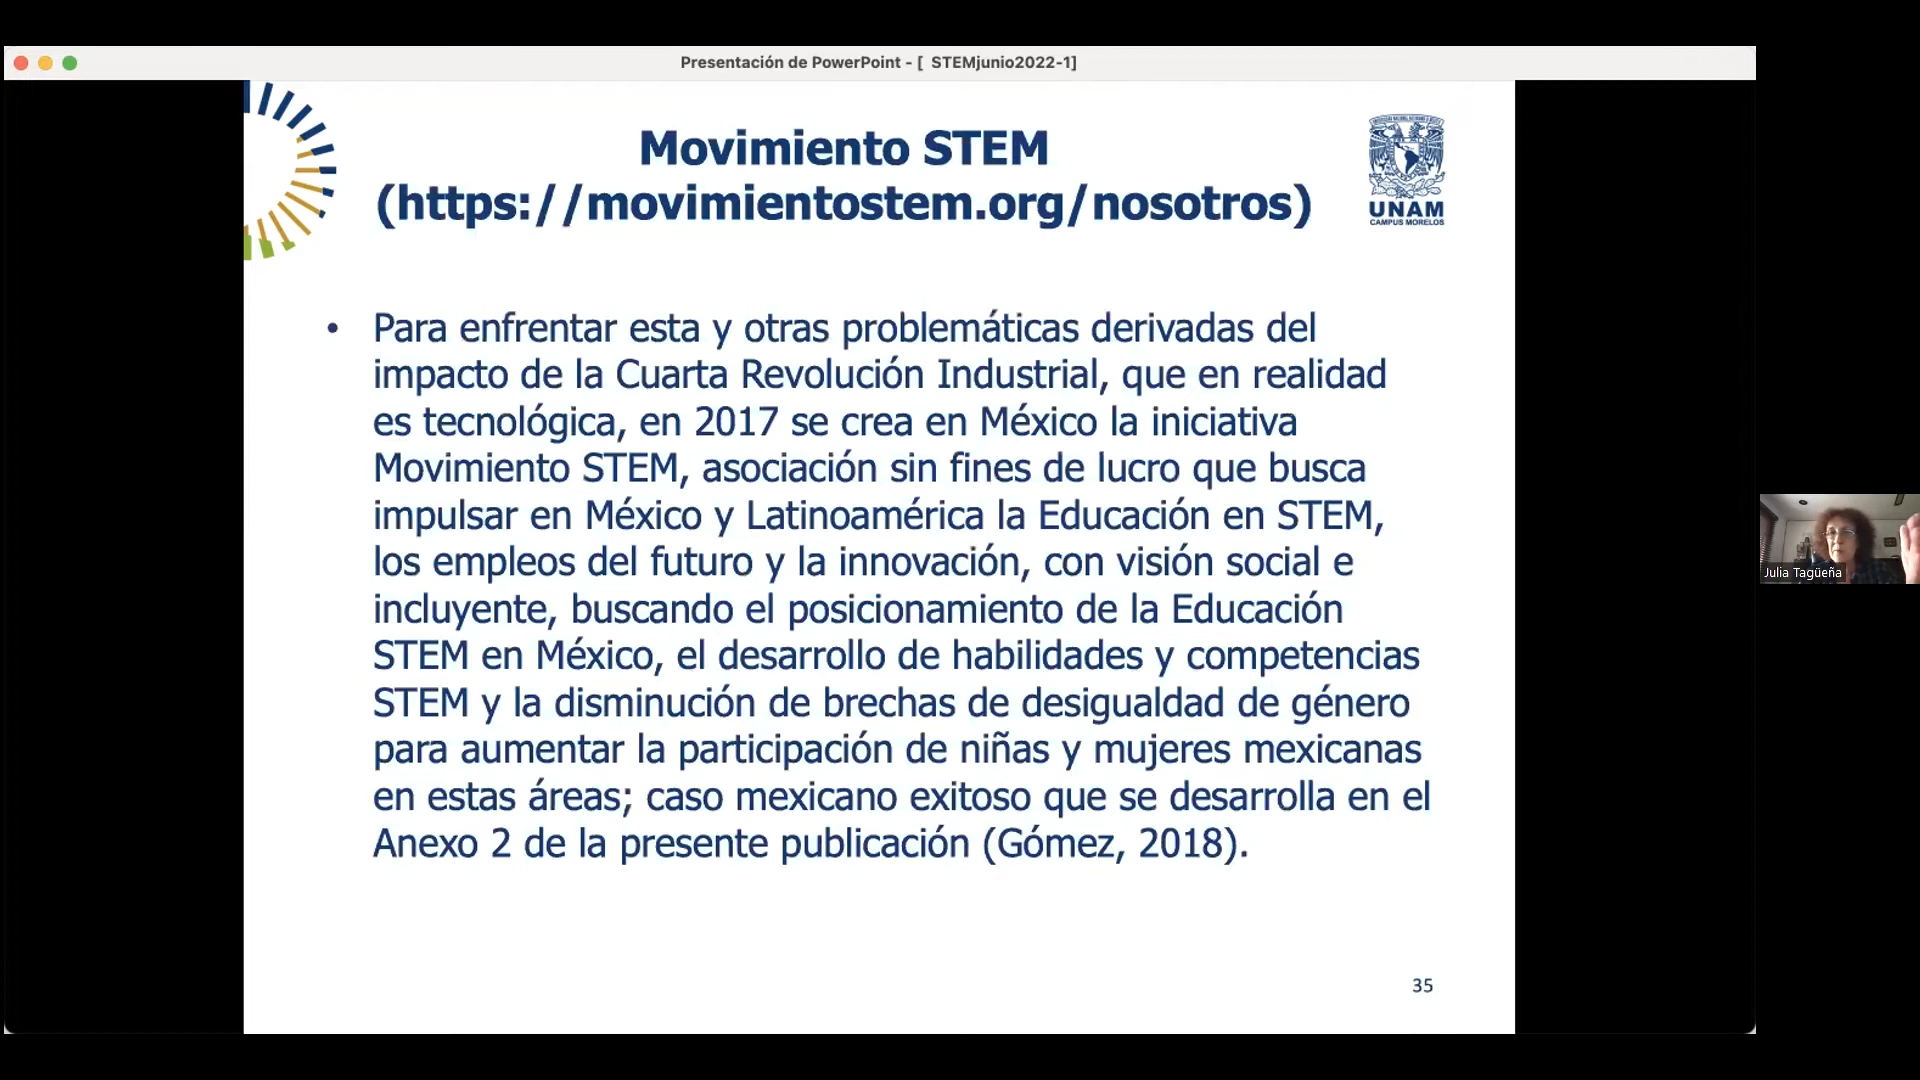 Presentación de PowerPoint - [ STEMjunio2022-1]
Movimiento STEM
(https://movimientostem.org/nosotros)
UNAM
CAMPUS MORELOS
• Para enfrentar esta y otras problemáticas derivadas del
impacto de la Cuarta Revolución Industrial, que en realidad
es tecnológica, en 2017 se crea en México la iniciativa
Movimiento STEM, asociación sin fines de lucro que busca
impulsar en México y Latinoamérica la Educación en STEM,
los empleos del futuro y la innovación, con visión social e
incluyente, buscando el posicionamiento de la Educación
STEM en México, el desarrollo de habilidades y competencias
STEM y la disminución de brechas de desigualdad de género
para aumentar la participación de niñas y mujeres mexicanas
en estas áreas; caso mexicano exitoso que se desarrolla en el
Anexo 2 de la presente publicación (Gómez, 2018).
35
Julia Tagüeña